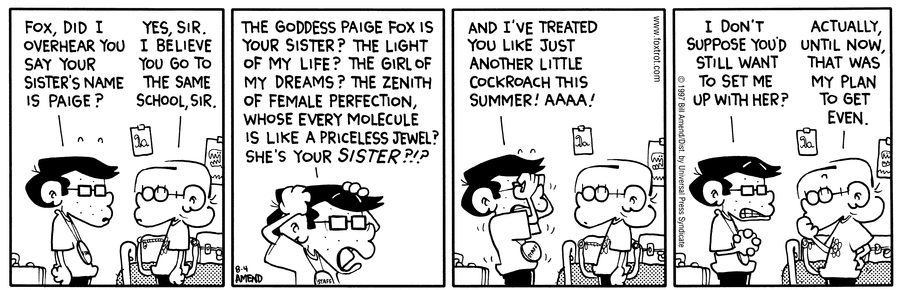 FOX, DID I
OVERHEAR YOU
SAY YOUR
SISTER'S NAME
IS PAIGE?
YES, SIR.
I BELIEVE
YOU GO TO
THE SAME
SCHOOL, SIR.
THE GODDESS PAIGE FOX IS
YOUR SISTER? THE LIGHT
OF MY LIFE? THE GIRL OF
MY DREAMS? THE ZENITH
OF FEMALE PERFECTION,
WHOSE EVERY MOLECULE
IS LIKE A PRICELESS JEWEL?
SHE'S YOUR SISTER?!?
8-4
AMEND
STAFF
AND I'VE TREATED
YOU LIKE JUST
ANOTHER LITTLE
COCKROACH THIS
SUMMER! AAAA!
www.foxtrot.com
© 1997 Bill Amend/Dist. by Universal Press Syndicate
I DON'T
SUPPOSE YOU'D
STILL WANT
TO SET ME
UP WITH HER?
ACTUALLY,
UNTIL NOW,
THAT WAS
MY PLAN
TO GET
EVEN.